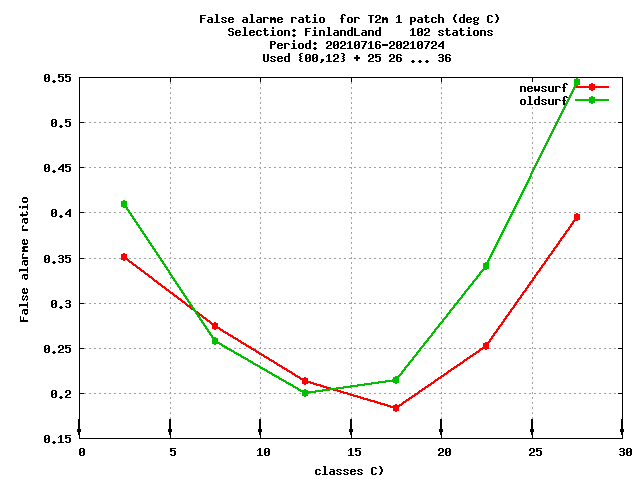 False alarme ratio  for T2m 1 patch (deg C)
Selection: FinlandLand    102 stations
Period: 20210716-20210724
Used {00,12} + 25 26 ... 36
newsurf
oldsurf
0.55
0.5
0.45
0.4
0.35
0.3
0.25
0.2
0.15
False alarme ratio
0 5 10 15 20 25 30
classes C)